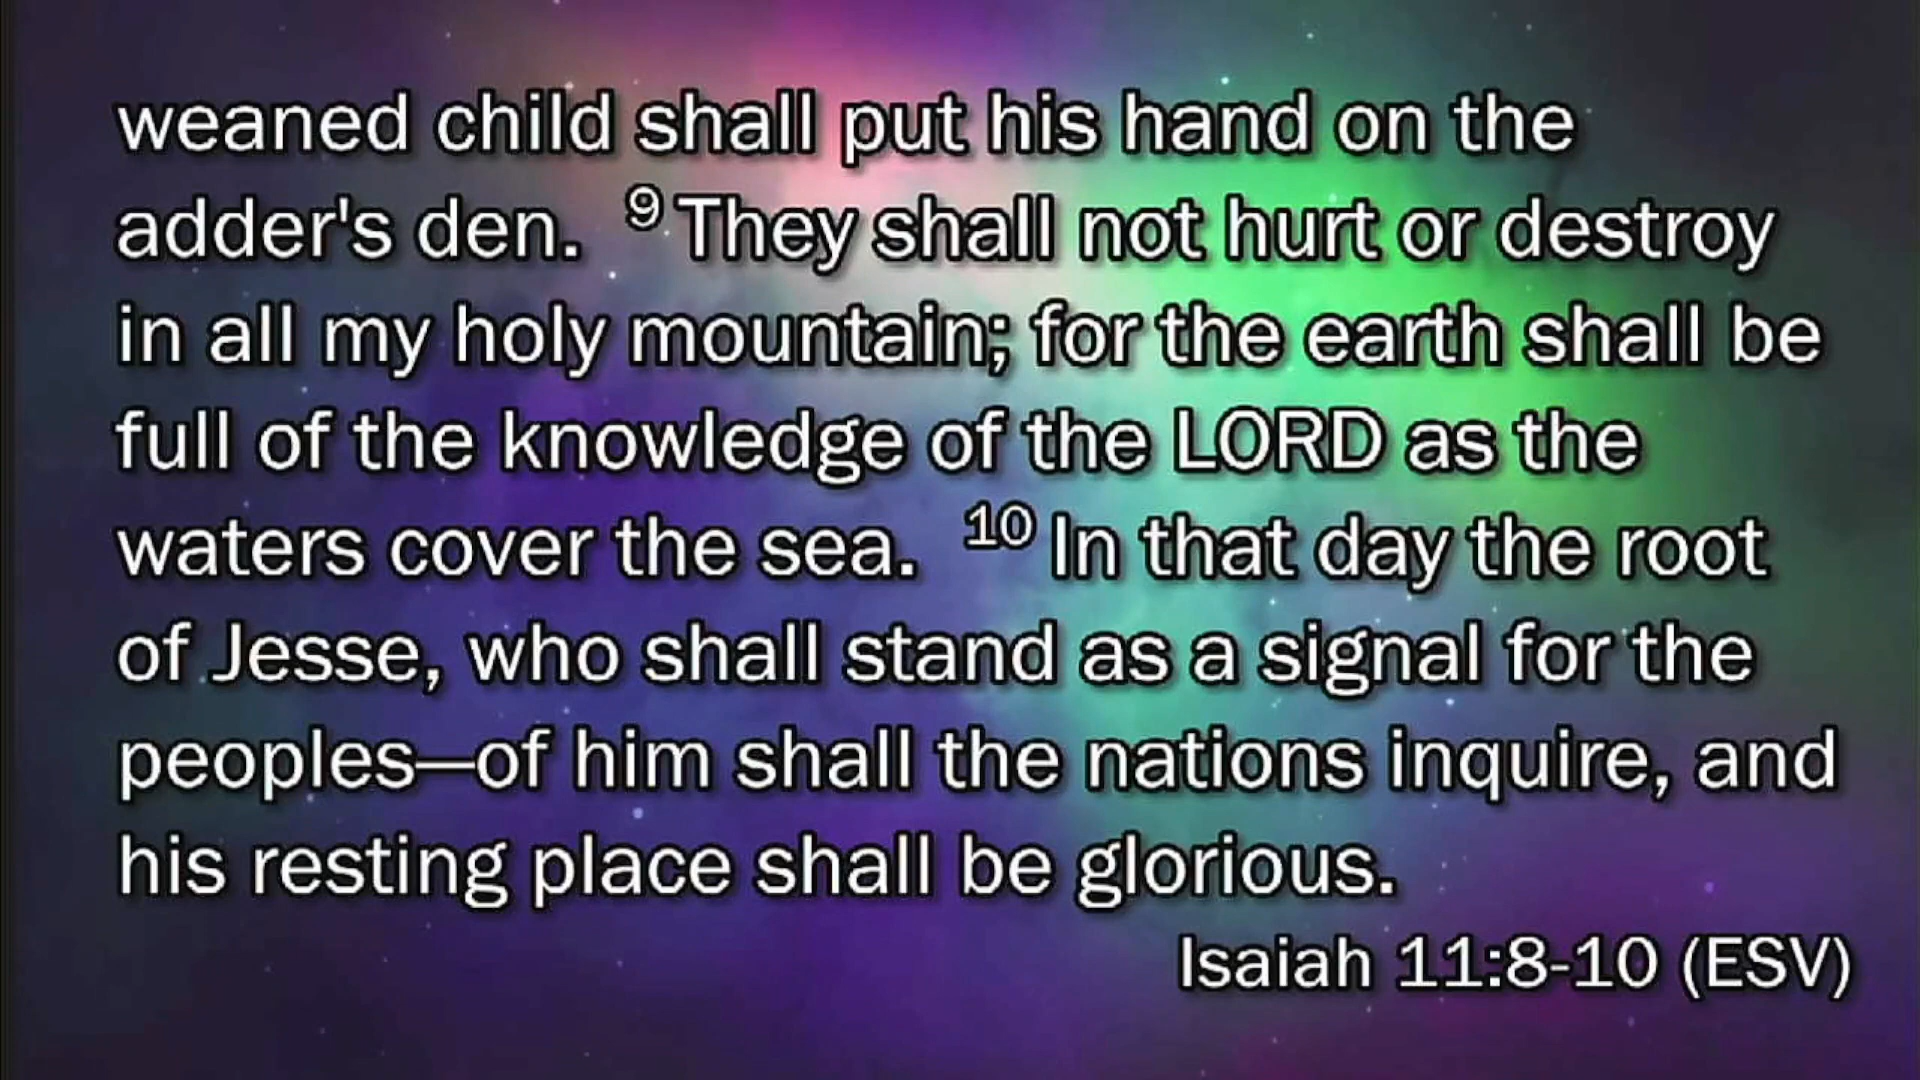 weaned child shall put his hand on the
adder's den. 9 They shall not hurt or destroy
in all my holy mountain; for the earth shall be
full of the knowledge of the LORD as the
waters cover the sea. 10 In that day the root
of Jesse, who shall stand as a signal for the
peoples—of him shall the nations inquire, and
his resting place shall be glorious.
Isaiah 11:8-10 (ESV)